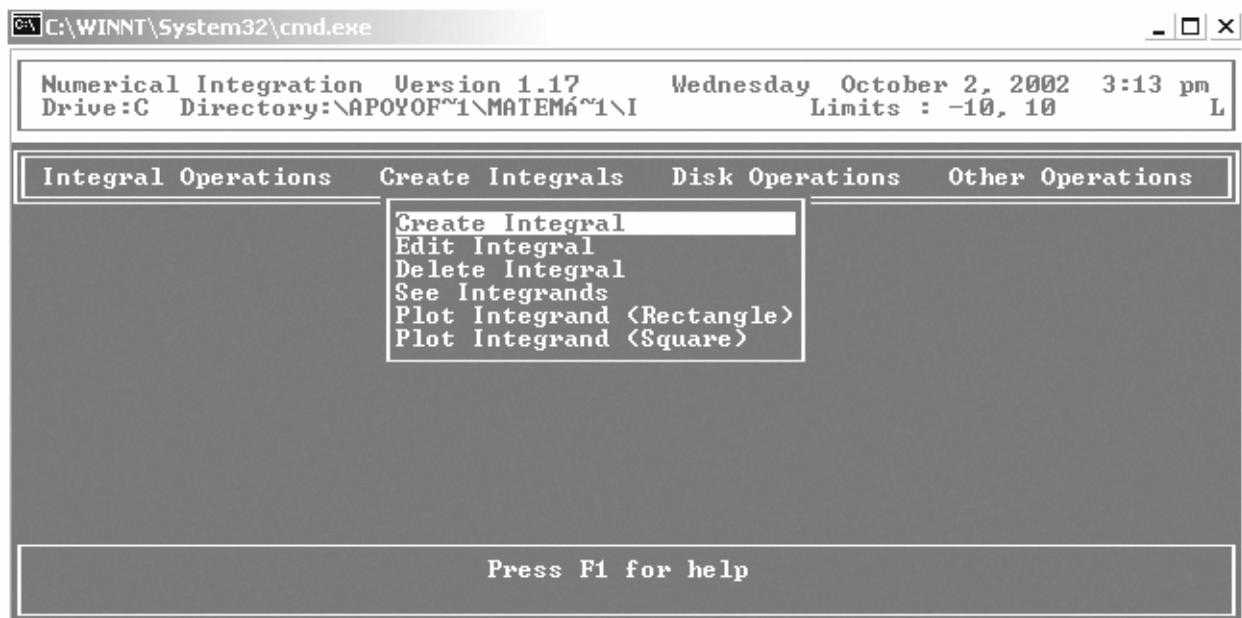 C:\WINNT\System32\cmd.exe
Numerical Integration Version 1.17 Wednesday October 2, 2002 3:13 pm
Drive:C Directory:\APOYOF~1\MATEMá~1\I Limits : -10, 10 L
Integral Operations Create Integrals Disk Operations Other Operations
Create Integral
Edit Integral
Delete Integral
See Integrands
Plot Integrand (Rectangle)
Plot Integrand (Square)
Press F1 for help